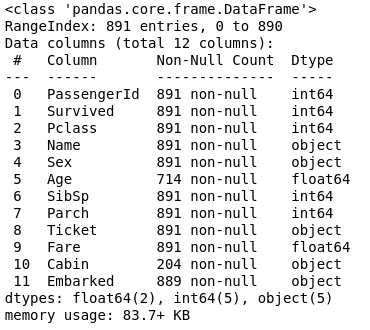 <class 'pandas.core.frame.DataFrame'>
RangeIndex: 891 entries, 0 to 890
Data columns (total 12 columns):
 #   Column       Non-Null Count  Dtype
---  ------       --------------  -----
 0   PassengerId  891 non-null    int64
 1   Survived     891 non-null    int64
 2   Pclass       891 non-null    int64
 3   Name         891 non-null    object
 4   Sex          891 non-null    object
 5   Age          714 non-null    float64
 6   SibSp        891 non-null    int64
 7   Parch        891 non-null    int64
 8   Ticket       891 non-null    object
 9   Fare         891 non-null    float64
 10  Cabin        204 non-null    object
 11  Embarked     889 non-null    object
dtypes: float64(2), int64(5), object(5)
memory usage: 83.7+ KB